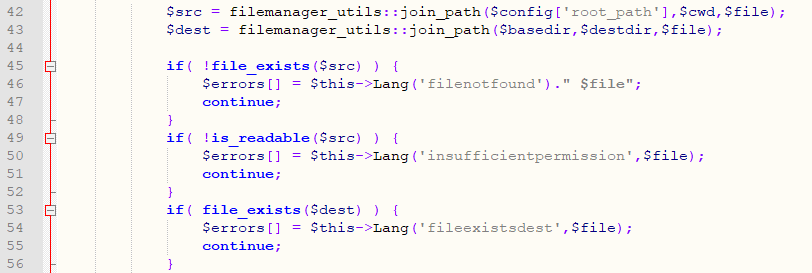 42 $src = filemanager_utils::join_path($config['root_path'],$cwd,$file);
43 $dest = filemanager_utils::join_path($basedir,$destdir,$file);
44
45 if( !file_exists($src) ) {
46 $errors[] = $this->Lang('filenotfound')." $file";
47 continue;
48 }
49 if( !is_readable($src) ) {
50 $errors[] = $this->Lang('insufficientpermission',$file);
51 continue;
52 }
53 if( file_exists($dest) ) {
54 $errors[] = $this->Lang('fileexistsdest',$file);
55 continue;
56 }